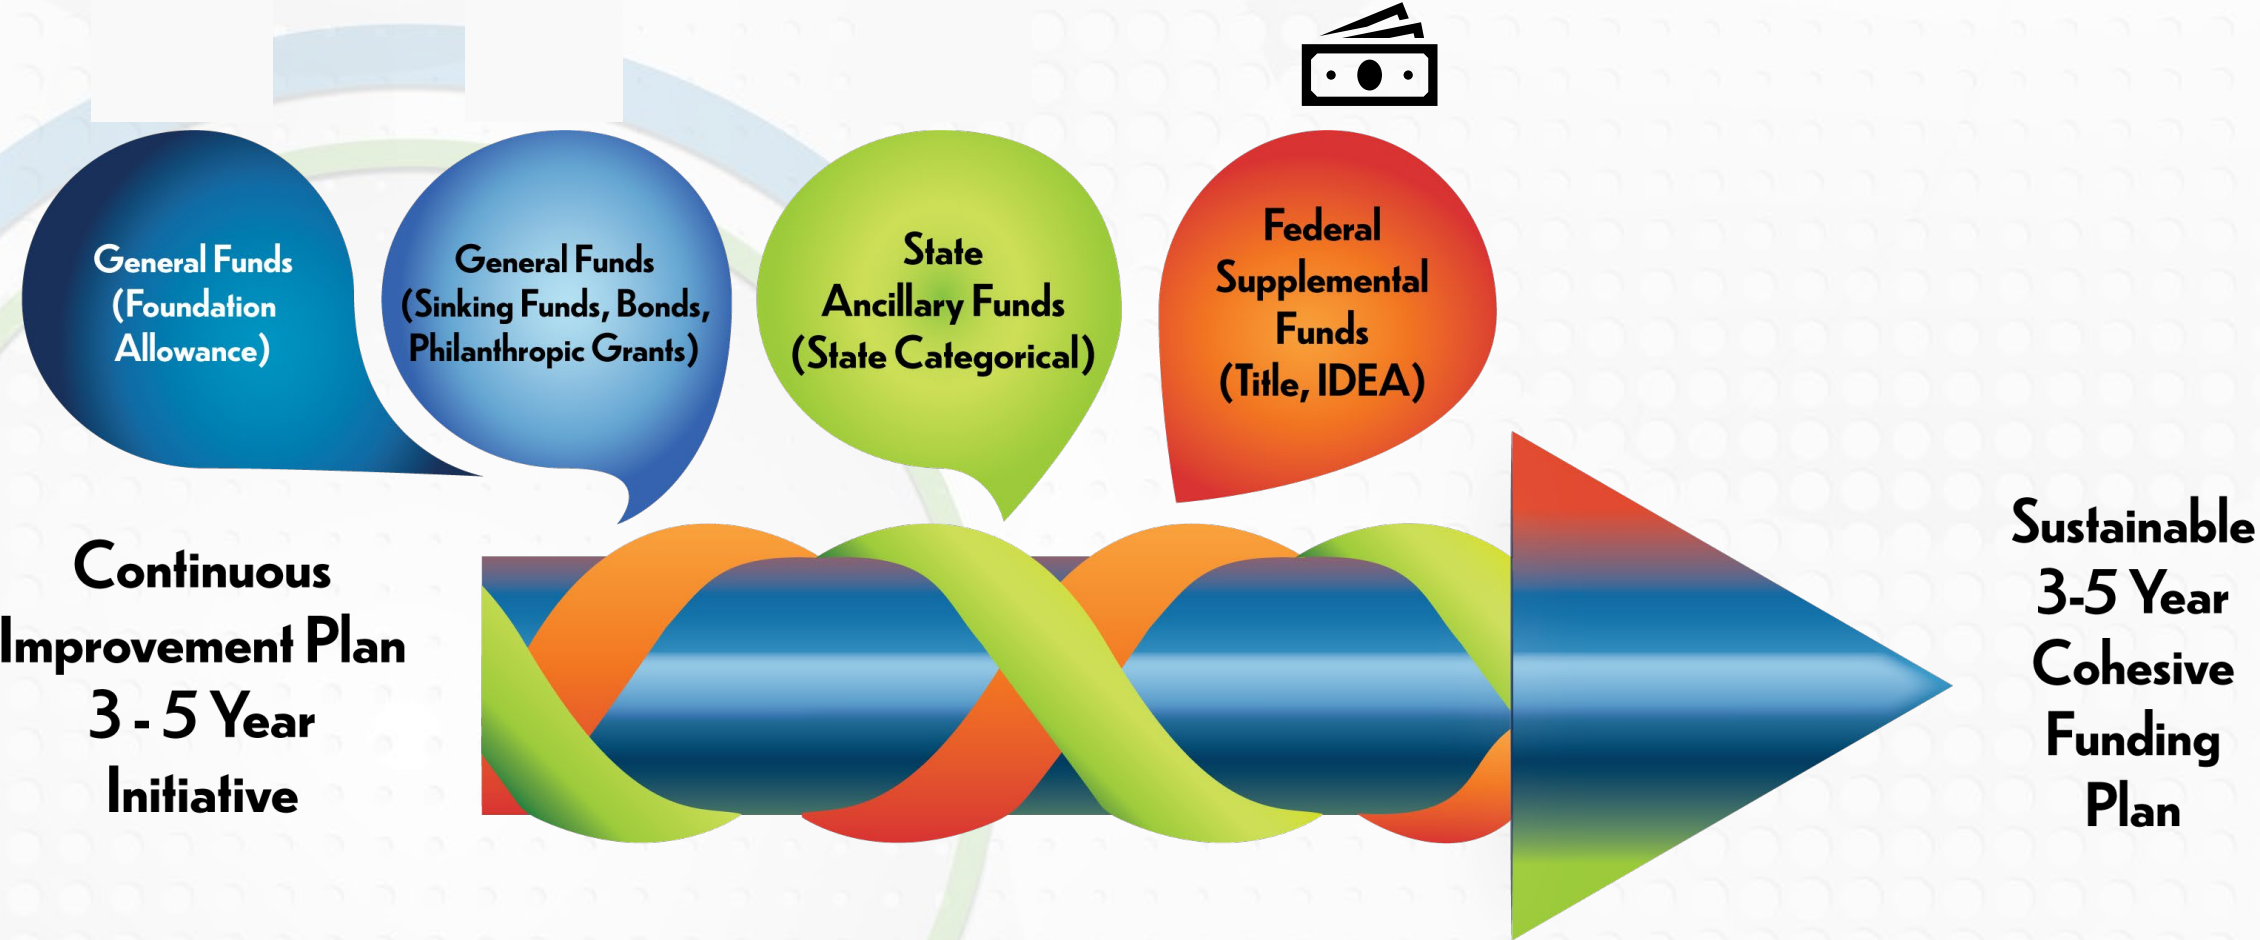 General Funds
(Foundation
Allowance)
General Funds
(Sinking Funds, Bonds,
Philanthropic Grants)
State
Ancillary Funds
(State Categorical)
Federal
Supplemental
Funds
(Title, IDEA)
Continuous
Improvement Plan
3 - 5 Year
Initiative
Sustainable
3-5 Year
Cohesive
Funding
Plan